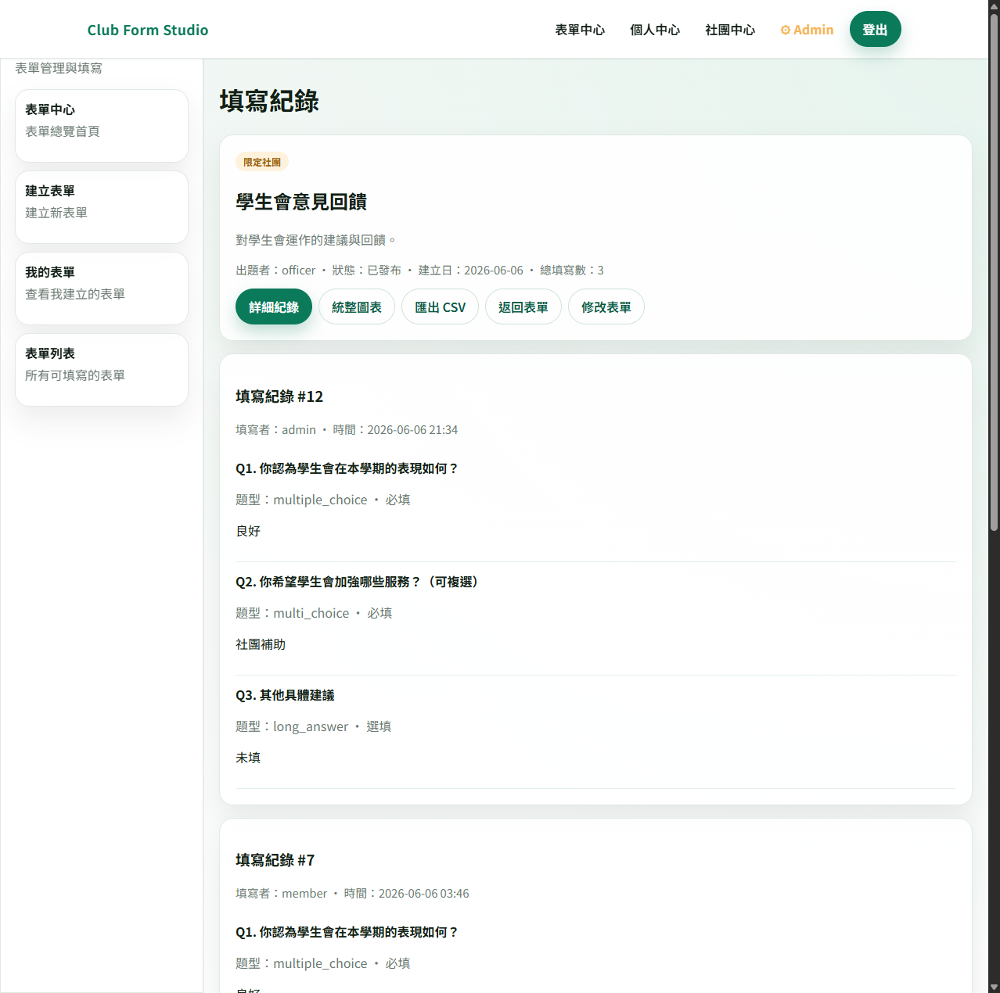 Club Form Studio
表單中心
個人中心
社團中心
⚙ Admin
登出
表單管理與填寫
表單中心
表單總覽首頁
建立表單
建立新表單
我的表單
查看我建立的表單
表單列表
所有可填寫的表單
填寫紀錄
限定社團
學生會意見回饋
對學生會運作的建議與回饋。
出題者：officer ・ 狀態：已發布 ・ 建立日：2026-06-06 ・ 總填寫數：3
詳細紀錄
統整圖表
匯出 CSV
返回表單
修改表單
填寫紀錄 #12
填寫者：admin ・ 時間：2026-06-06 21:34
Q1. 你認為學生會在本學期的表現如何？
題型：multiple_choice ・ 必填
良好
Q2. 你希望學生會加強哪些服務？（可複選）
題型：multi_choice ・ 必填
社團補助
Q3. 其他具體建議
題型：long_answer ・ 選填
未填
填寫紀錄 #7
填寫者：member ・ 時間：2026-06-06 03:46
Q1. 你認為學生會在本學期的表現如何？
題型：multiple_choice ・ 必填
良好